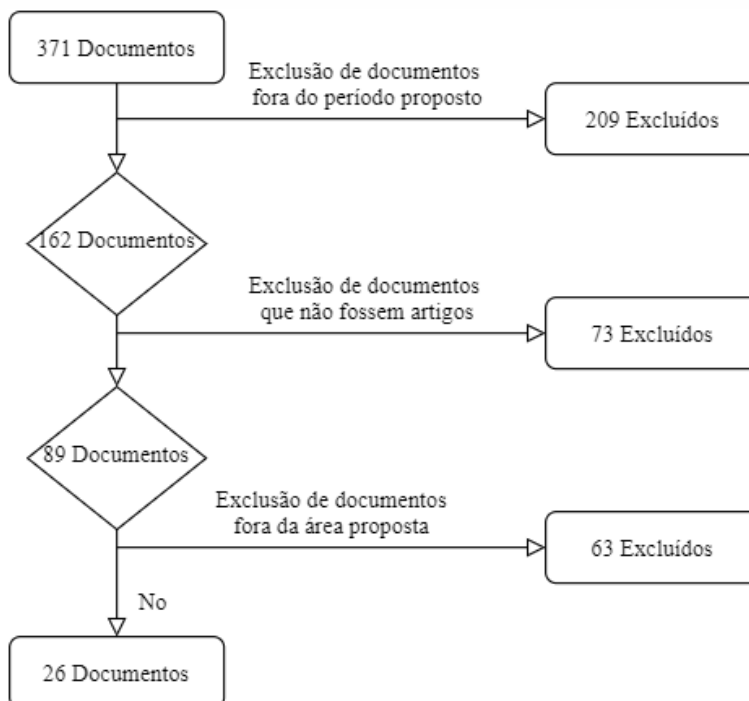 371 Documentos
Exclusão de documentos
fora do período proposto
209 Excluídos
162 Documentos
Exclusão de documentos
que não fossem artigos
73 Excluídos
89 Documentos
Exclusão de documentos
fora da área proposta
63 Excluídos
No
26 Documentos